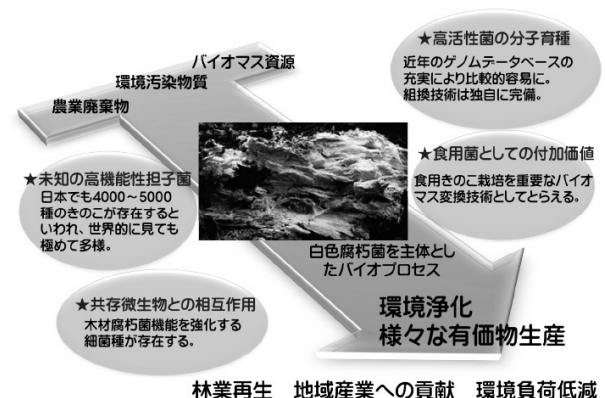 バイオマス資源
環境汚染物質
農業廃棄物
★高活性菌の分子育種
近年のゲノムデータベースの
充実により比較的容易に。
組換技術は独自に完備。
★未知の高機能性担子菌
日本でも4000～5000
種のきのこが存在すると
いわれ、世界的に見ても
極めて多様。
★食用菌としての付加価値
食用きのこ栽培を重要なバイオ
マス変換技術としてとらえる。
白色腐朽菌を主体とし
たバイオプロセス
★共存微生物との相互作用
木材腐朽菌機能を強化する
細菌種が存在する。
環境浄化
様々な有価物生産
林業再生　地域産業への貢献　環境負荷低減